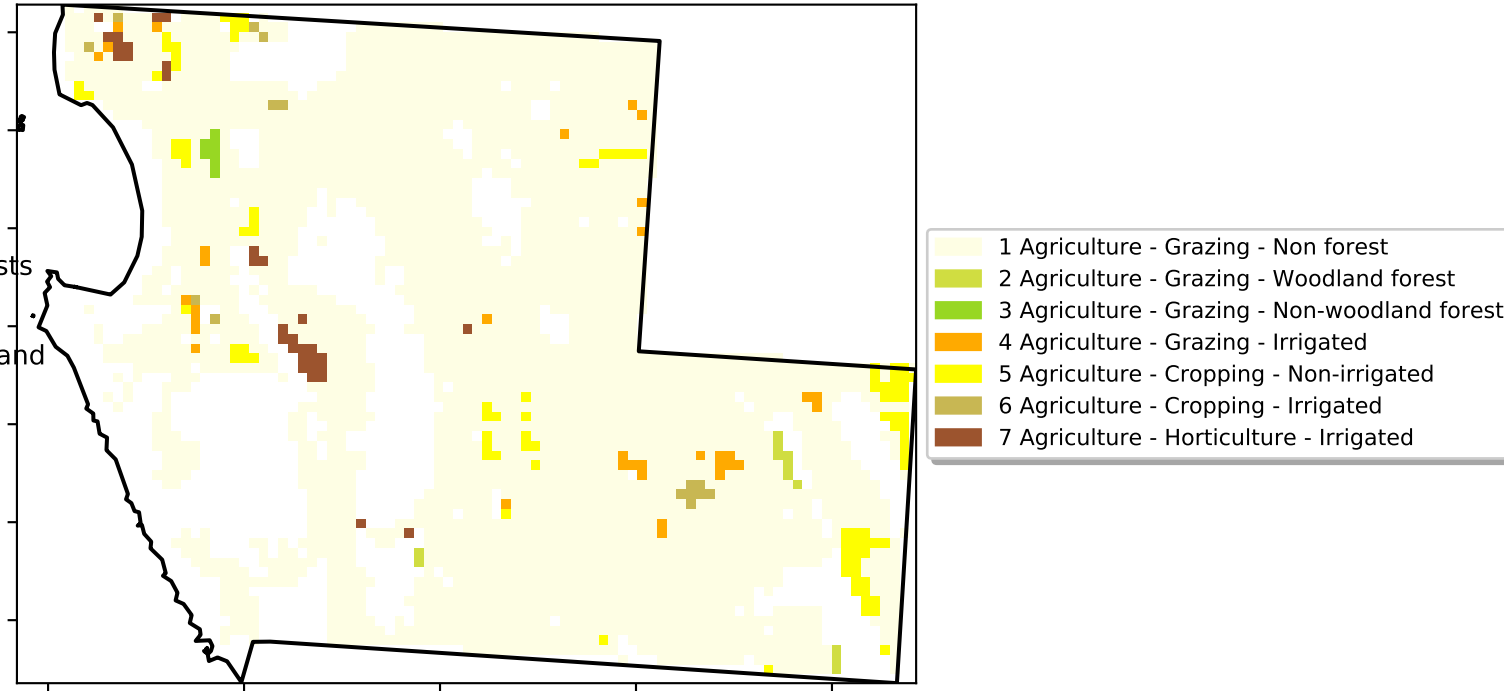 sts
and
1 Agriculture - Grazing - Non forest
2 Agriculture - Grazing - Woodland forest
3 Agriculture - Grazing - Non-woodland forest
4 Agriculture - Grazing - Irrigated
5 Agriculture - Cropping - Non-irrigated
6 Agriculture - Cropping - Irrigated
7 Agriculture - Horticulture - Irrigated